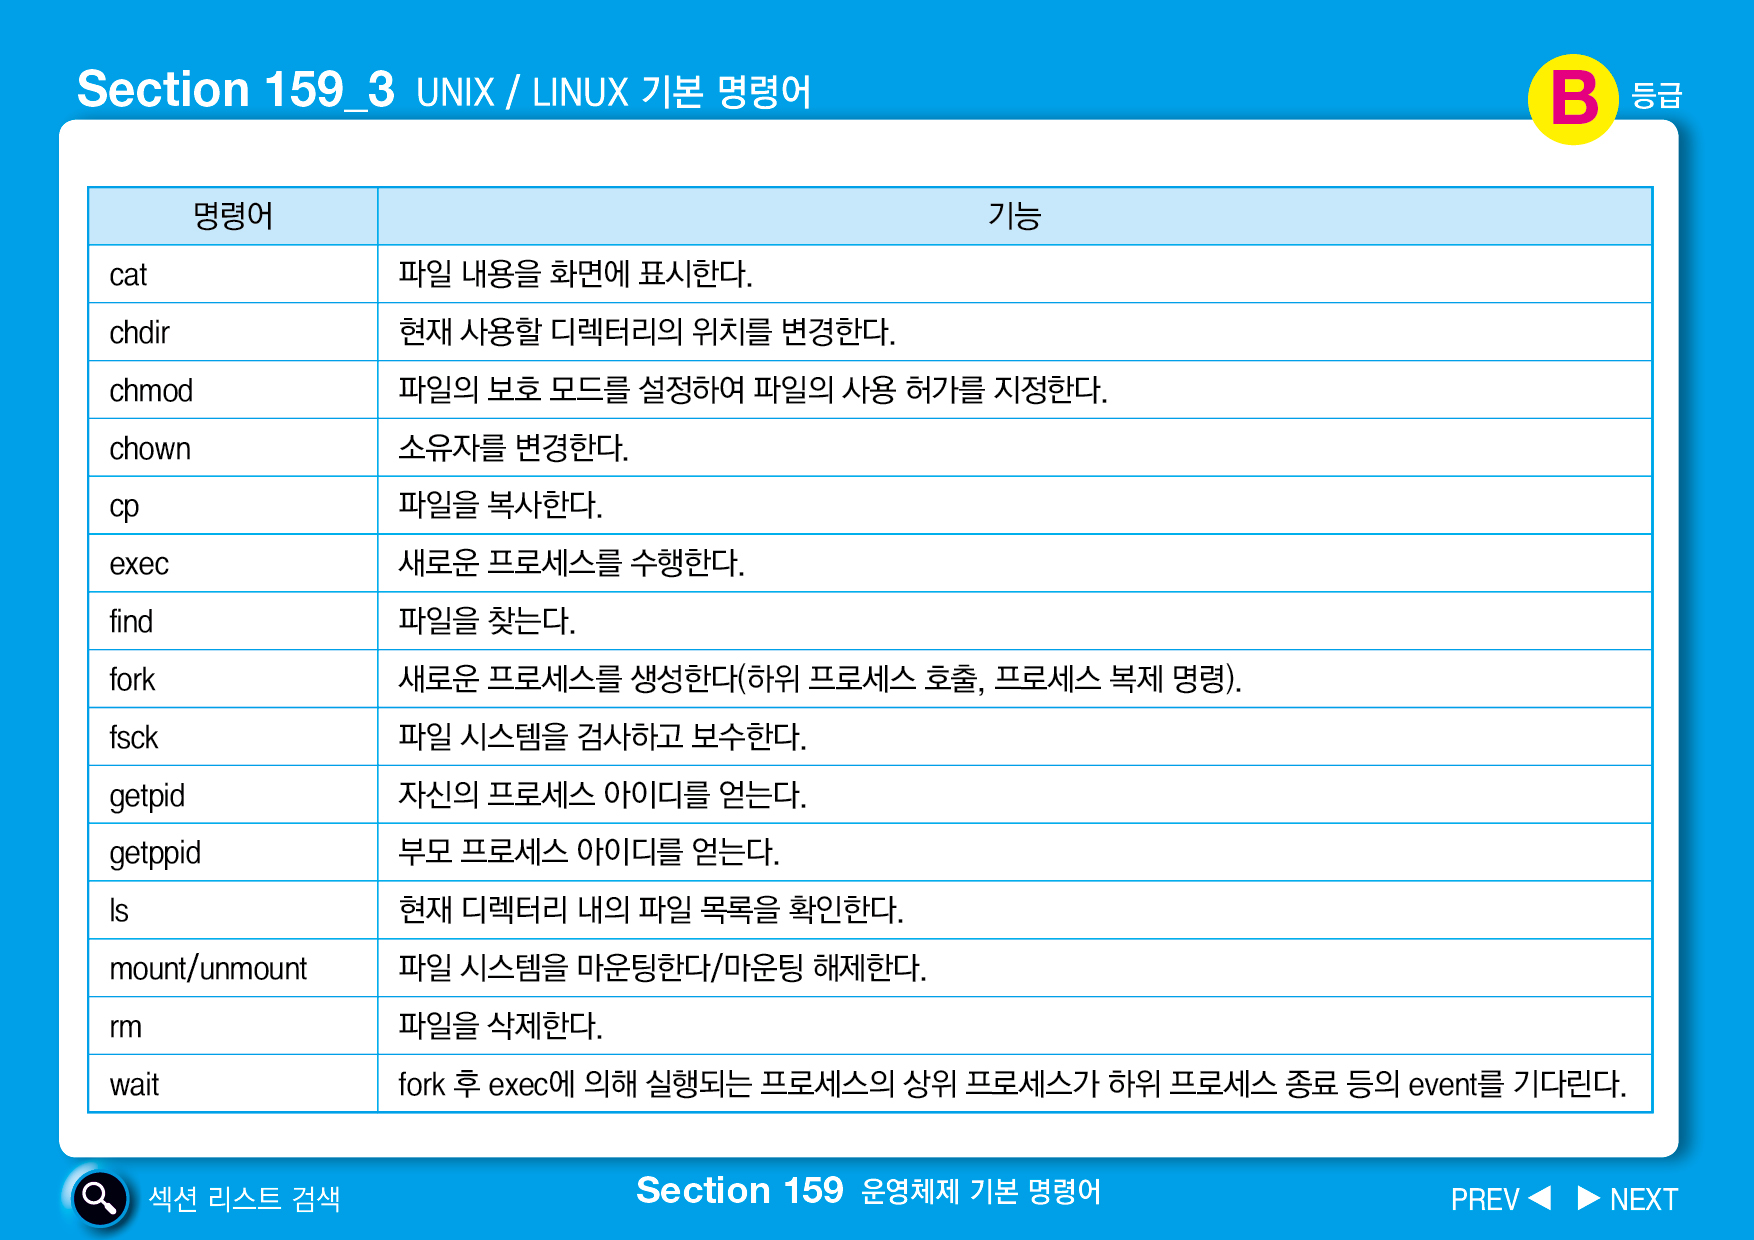 Section 159_3 UNIX / LINUX 기본 명령어
B 등급
명령어 기능
cat 파일 내용을 화면에 표시한다.
chdir 현재 사용할 디렉터리의 위치를 변경한다.
chmod 파일의 보호 모드를 설정하여 파일의 사용 허가를 지정한다.
chown 소유자를 변경한다.
cp 파일을 복사한다.
exec 새로운 프로세스를 수행한다.
find 파일을 찾는다.
fork 새로운 프로세스를 생성한다(하위 프로세스 호출, 프로세스 복제 명령).
fsck 파일 시스템을 검사하고 보수한다.
getpid 자신의 프로세스 아이디를 얻는다.
getppid 부모 프로세스 아이디를 얻는다.
ls 현재 디렉터리 내의 파일 목록을 확인한다.
mount/unmount 파일 시스템을 마운팅한다/마운팅 해제한다.
rm 파일을 삭제한다.
wait fork 후 exec에 의해 실행되는 프로세스의 상위 프로세스가 하위 프로세스 종료 등의 event를 기다린다.
섹션 리스트 검색
Section 159 운영체제 기본 명령어
PREV ◀ ▶ NEXT